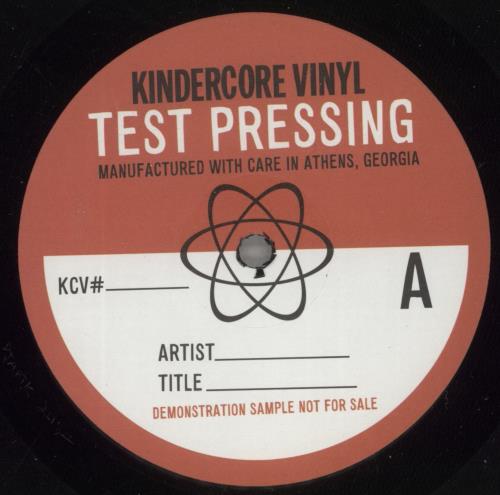 KINDERCORE VINYL
TEST PRESSING
MANUFACTURED WITH CARE IN ATHENS, GEORGIA
KCV#
A
ARTIST
TITLE
DEMONSTRATION SAMPLE NOT FOR SALE